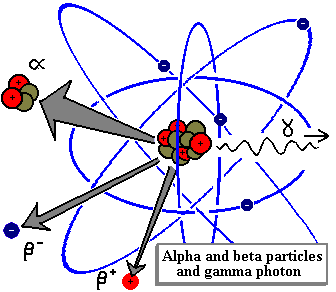 α
γ
β-
β+
Alpha and beta particles
and gamma photon